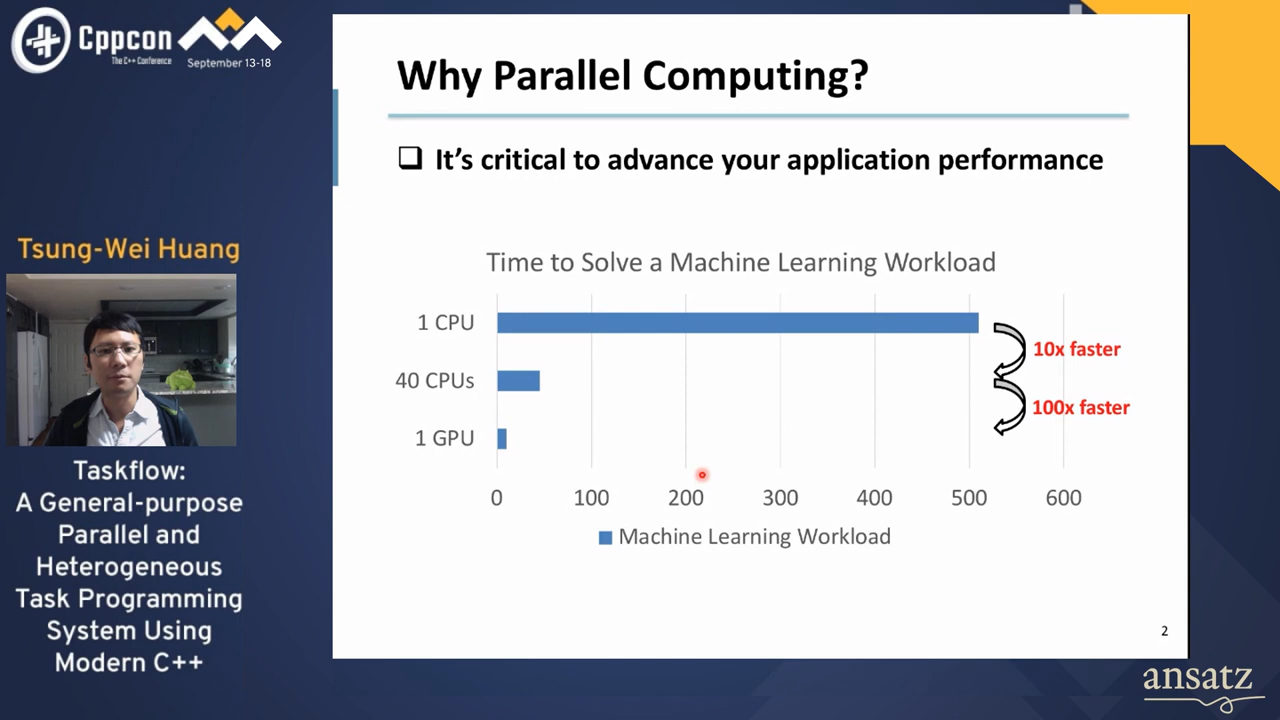 Cppcon
The C++ Conference
September 13-18
Tsung-Wei Huang
Taskflow:
A General-purpose
Parallel and
Heterogeneous
Task Programming
System Using
Modern C++
Why Parallel Computing?
It's critical to advance your application performance
Time to Solve a Machine Learning Workload
1 CPU
10x faster
40 CPUs
100x faster
1 GPU
0 100 200 300 400 500 600
Machine Learning Workload
2
ansatz